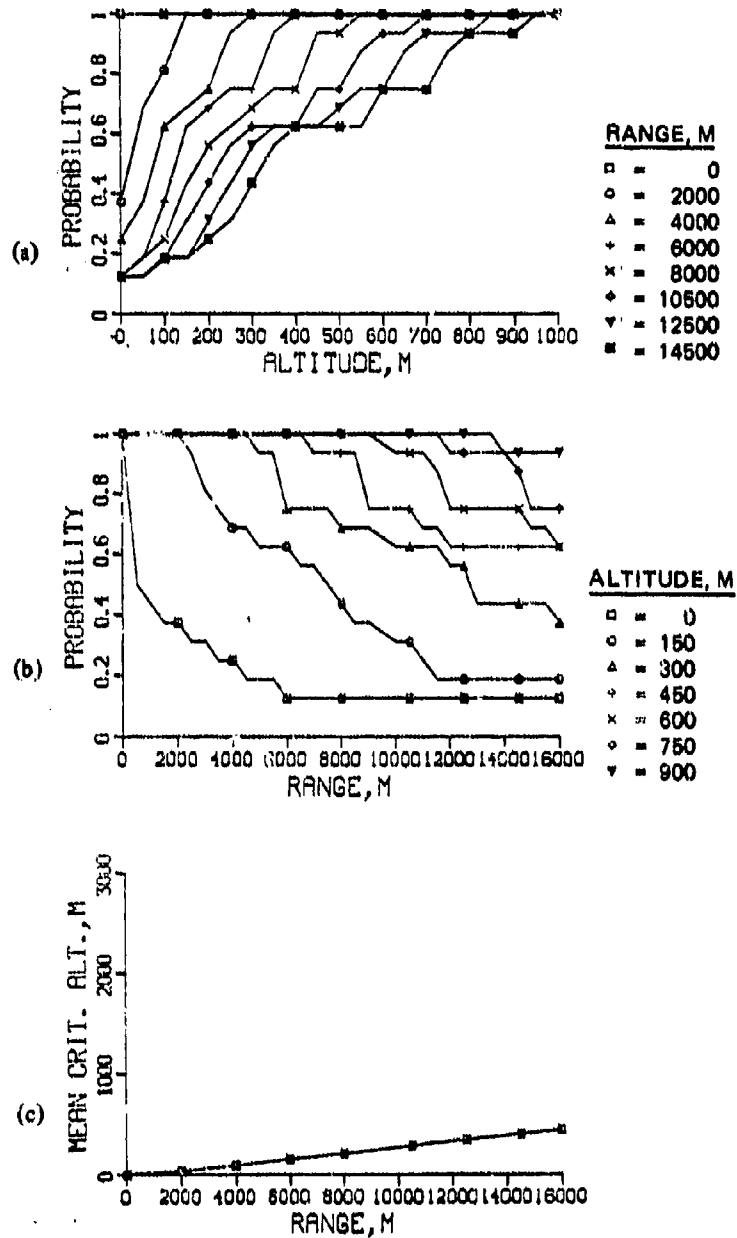 (a)
PROBABILITY
0 0.2 0.4 0.6 0.8 1
0 100 200 300 400 500 600 700 800 900 1000
ALTITUDE, M
RANGE, M
= 0
= 2000
= 4000
= 6000
= 8000
= 10500
= 12500
= 14500
(b)
PROBABILITY
0 0.2 0.4 0.6 0.8 1
0 2000 4000 6000 8000 10000 12000 14000 16000
RANGE, M
ALTITUDE, M
= 0
= 150
= 300
= 450
= 600
= 750
= 900
(c)
MEAN CRIT. ALT., M
0 1000 2000 3000
0 2000 4000 6000 8000 10000 12000 14000 16000
RANGE, M